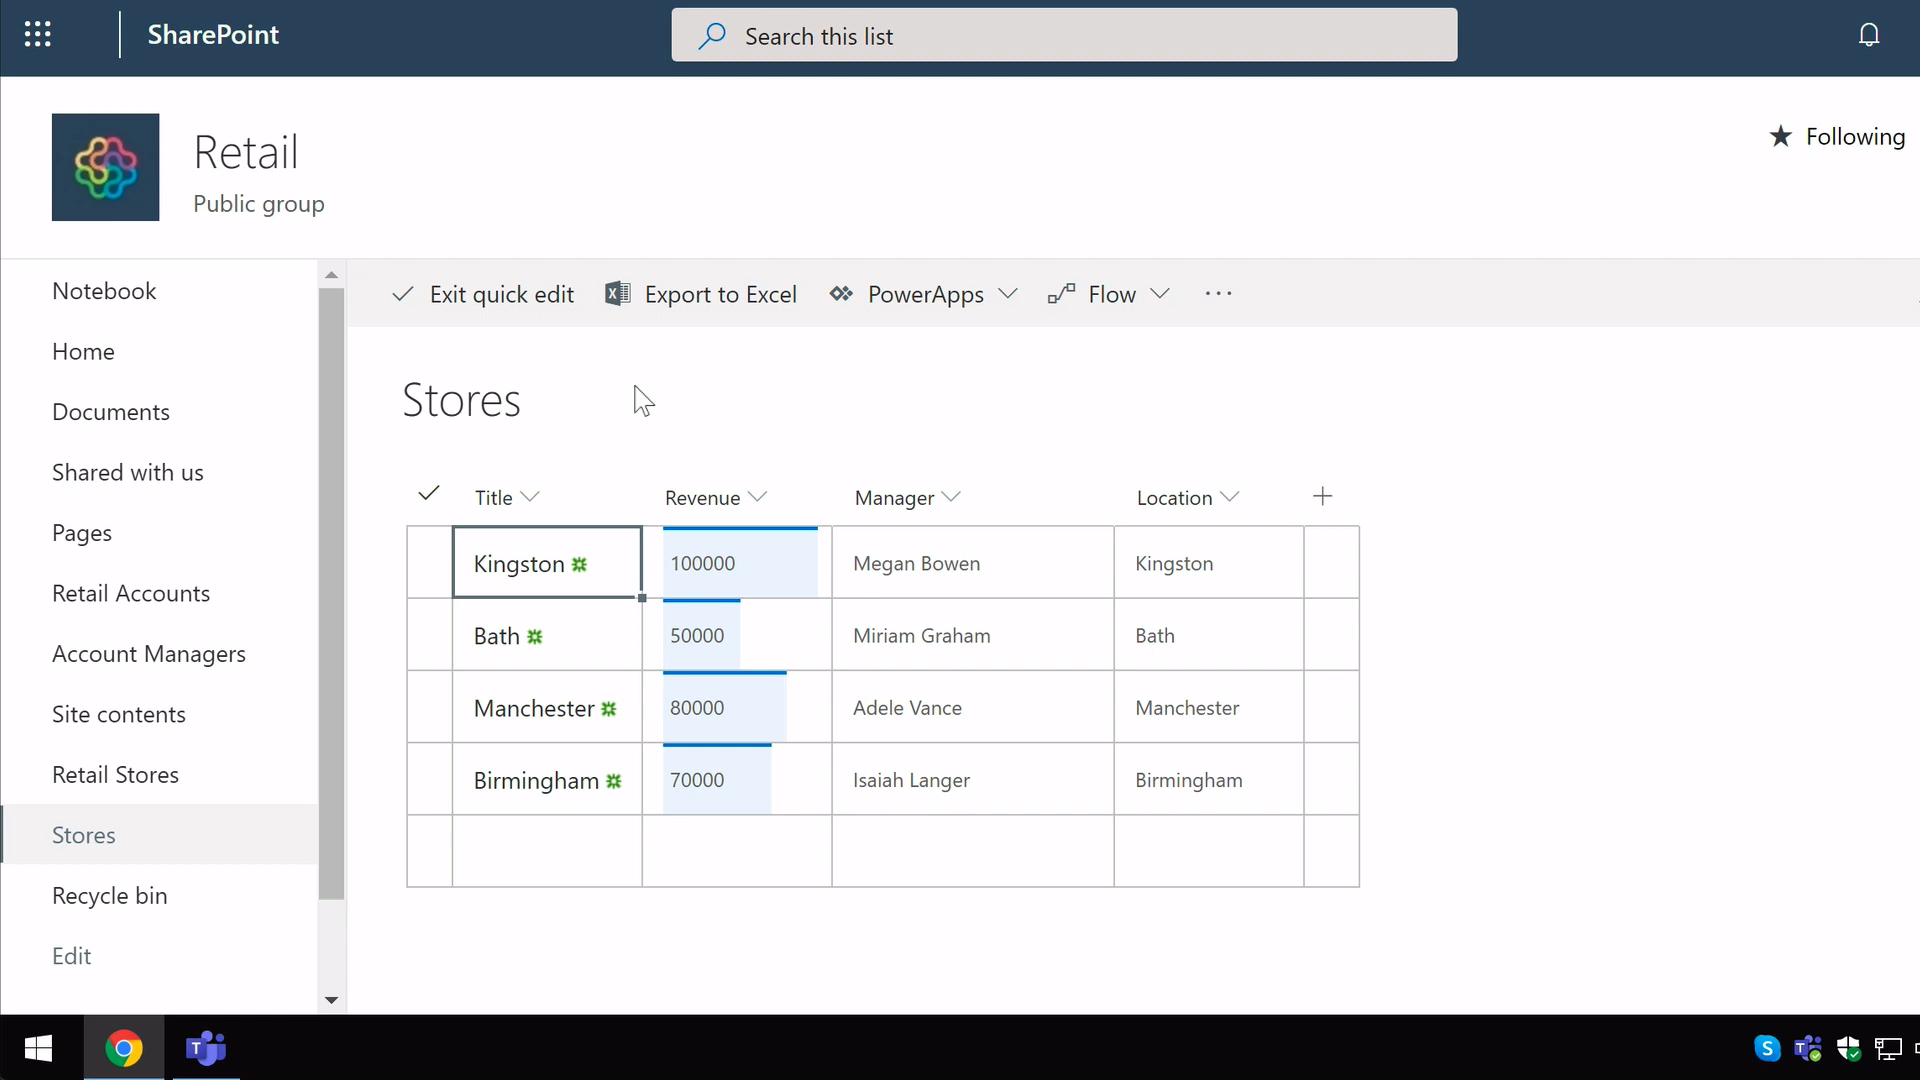 SharePoint
Search this list
Retail
Public group
Following
Notebook
Home
Documents
Shared with us
Pages
Retail Accounts
Account Managers
Site contents
Retail Stores
Stores
Recycle bin
Edit
Exit quick edit
Export to Excel
PowerApps
Flow
Stores
Title Revenue Manager Location
Kingston 100000 Megan Bowen Kingston
Bath 50000 Miriam Graham Bath
Manchester 80000 Adele Vance Manchester
Birmingham 70000 Isaiah Langer Birmingham